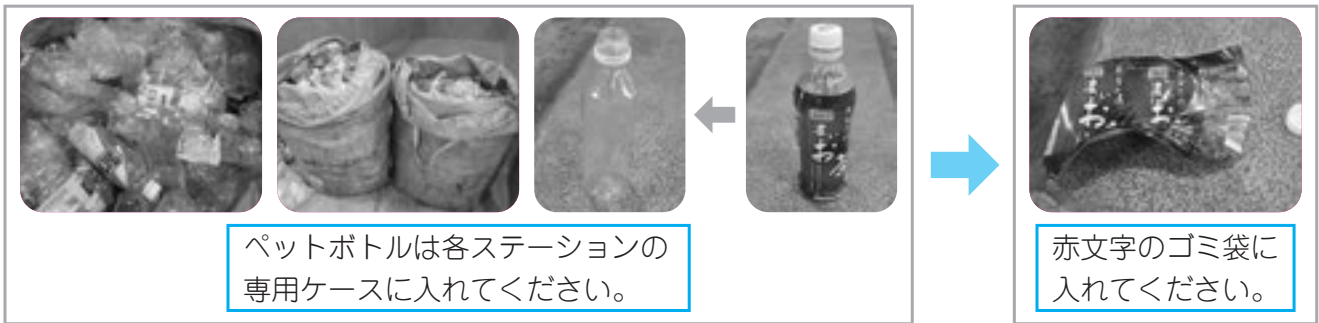 ペットボトルは各ステーションの
専用ケースに入れてください。
赤文字のゴミ袋に
入れてください。